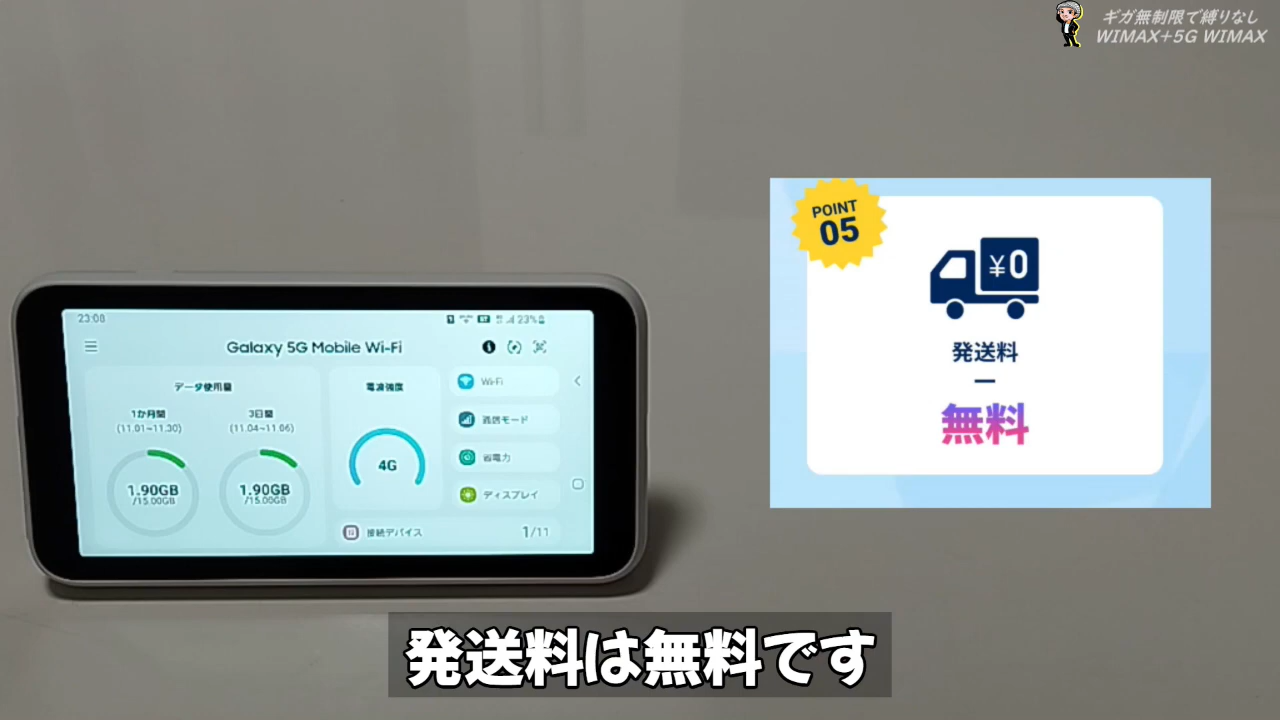 ギガ無制限で縛りなし
WIMAX+5G WIMAX
POINT
05
¥0
発送料
無料
23:08
23%
Galaxy 5G Mobile Wi-Fi
データ使用量
1か月間
(11.01~11.30)
1.90GB
/15.00GB
3日間
(11.04~11.06)
1.90GB
/15.00GB
電波強度
4G
Wi-Fi
通信モード
省電力
ディスプレイ
接続デバイス
1/11
発送料は無料です